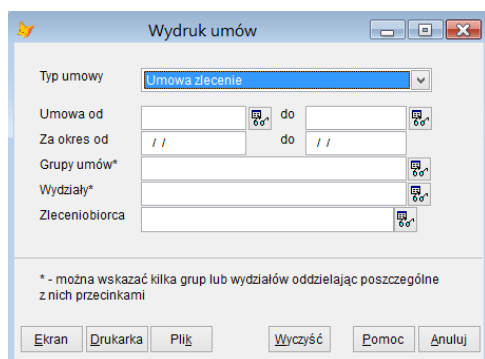 Wydruk umów
Typ umowy Umowa zlecenie
Umowa od do
Za okres od / / do / /
Grupy umów*
Wydziały*
Zleceniobiorca
* - można wskazać kilka grup lub wydziałów oddzielając poszczególne
z nich przecinkami
Ekran Drukarka Plik Wyczyść Pomoc Anuluj